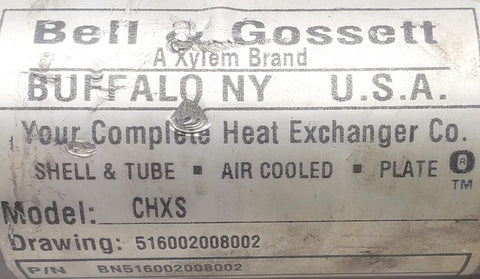 Bell & Gossett
A Xylem Brand
BUFFALO NY U.S.A.
Your Complete Heat Exchanger Co.
SHELL & TUBE ▪ AIR COOLED ▪ PLATE ®
TM
Model: CHXS
Drawing: 516002008002
P/N BN516002008002